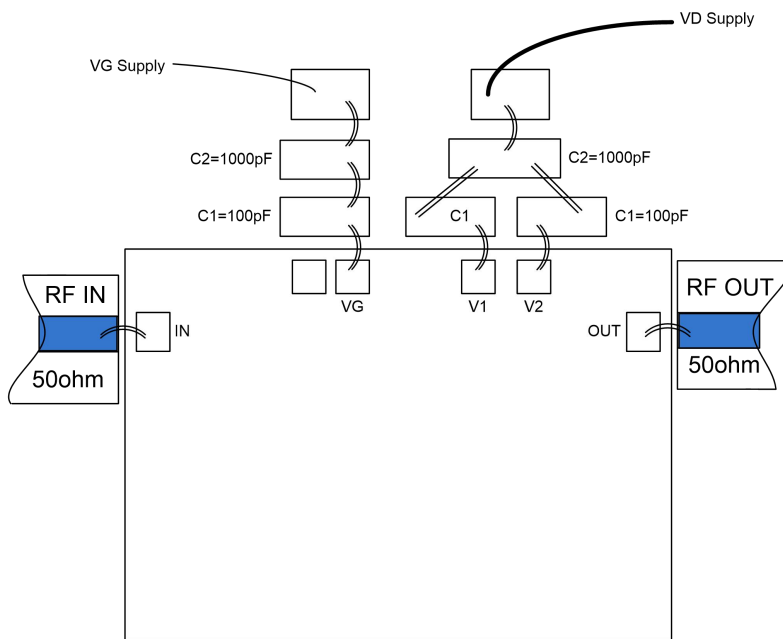 VD Supply
VG Supply
C2=1000pF
C2=1000pF
C1=100pF
C1
C1=100pF
RF IN
RF OUT
VG
V1
V2
IN
OUT
50ohm
50ohm